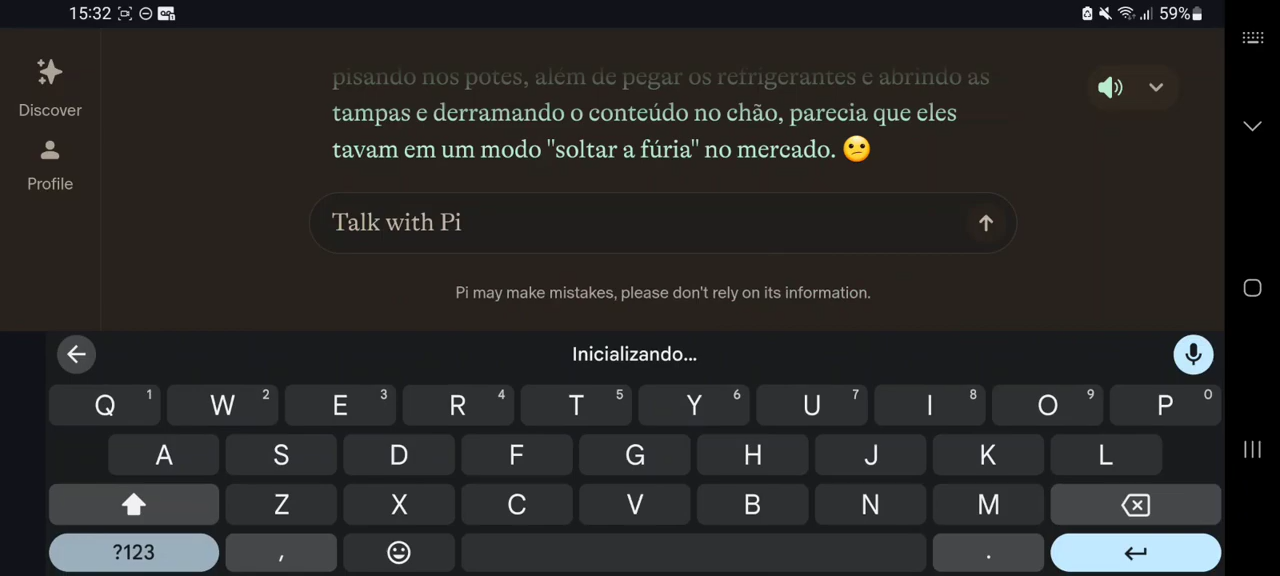 15:32
59%
Discover
Profile
pisando nos potes, além de pegar os refrigerantes e abrindo as
tampas e derramando o conteúdo no chão, parecia que eles
tavam em um modo "soltar a fúria" no mercado. 😕
Talk with Pi
Pi may make mistakes, please don't rely on its information.
Inicializando...
Q 1 W 2 E 3 R 4 T 5 Y 6 U 7 I 8 O 9 P 0
A S D F G H J K L
Z X C V B N M
?123 , .